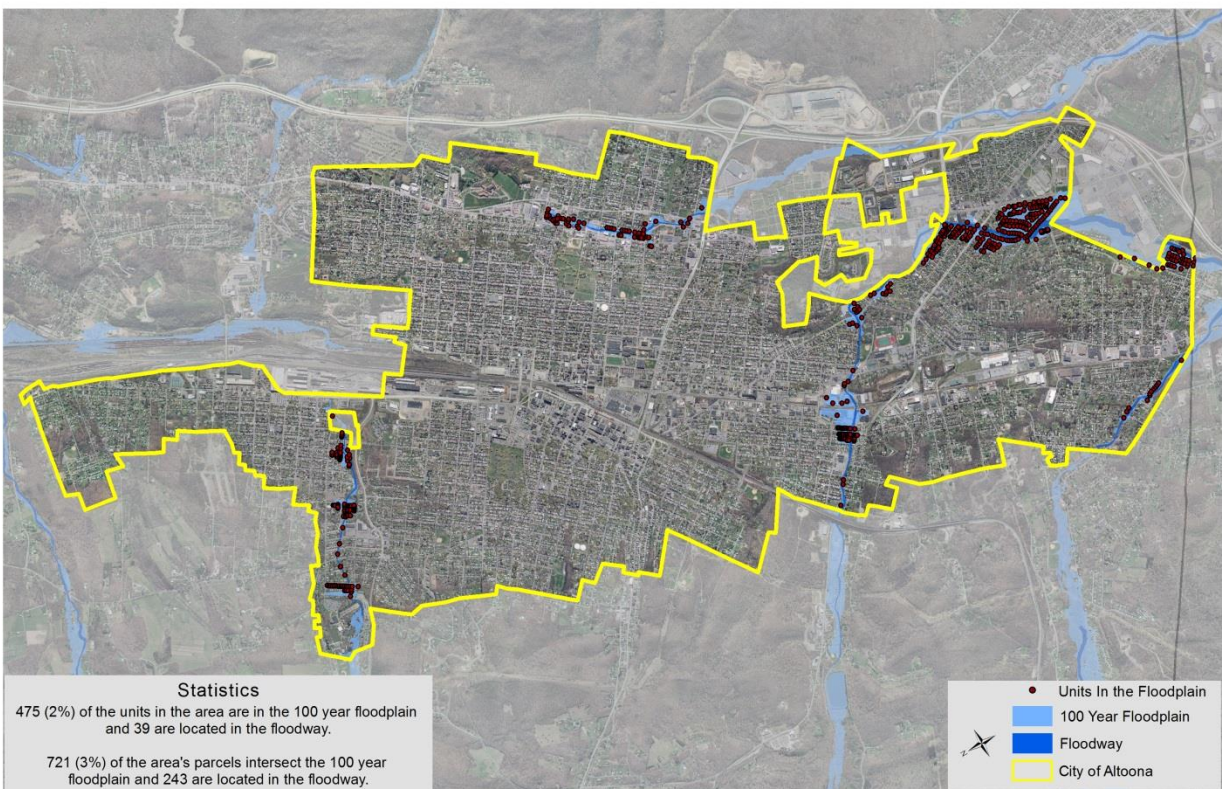 Statistics
475 (2%) of the units in the area are in the 100 year floodplain
and 39 are located in the floodway.
721 (3%) of the area's parcels intersect the 100 year
floodplain and 243 are located in the floodway.
Units In the Floodplain
100 Year Floodplain
Floodway
City of Altoona
N